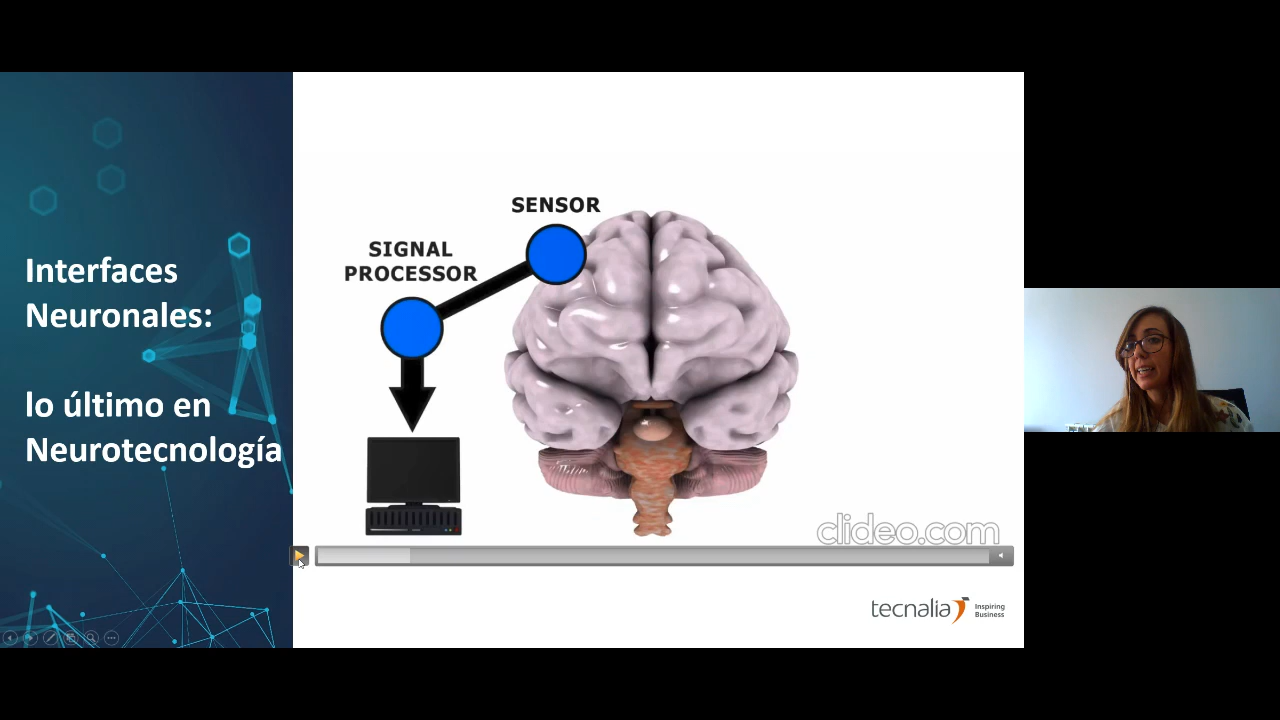 Interfaces
Neuronales:
lo último en
Neurotecnología
SENSOR
SIGNAL
PROCESSOR
clideo.com
tecnalia
Inspiring
Business